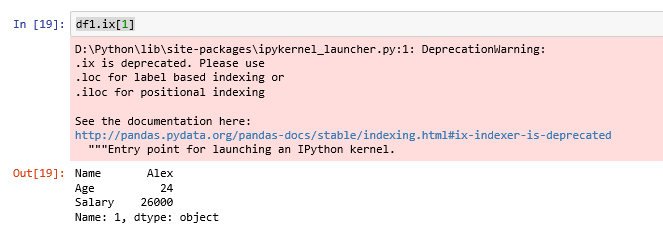 In [19]: df1.ix[1]
D:\Python\lib\site-packages\ipykernel_launcher.py:1: DeprecationWarning:
.ix is deprecated. Please use
.loc for label based indexing or
.iloc for positional indexing
See the documentation here:
http://pandas.pydata.org/pandas-docs/stable/indexing.html#ix-indexer-is-deprecated
"""Entry point for launching an IPython kernel.
Out[19]: Name Alex
Age 24
Salary 26000
Name: 1, dtype: object